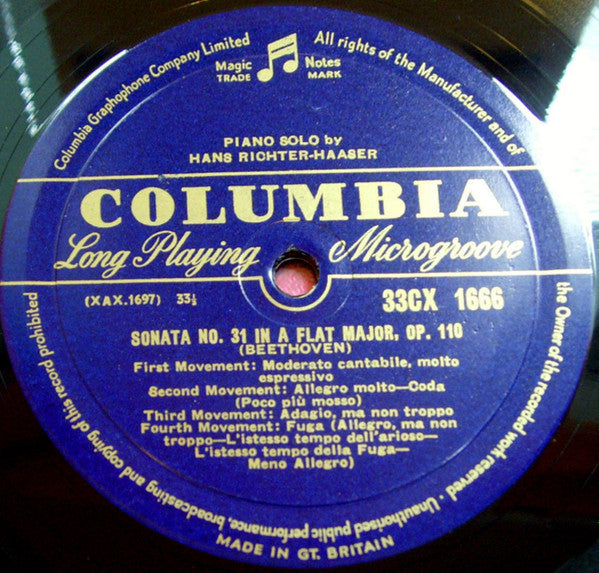 Columbia Graphophone Company Limited
All rights of the Manufacturer and of
the Owner of the recorded work reserved · Unauthorised public performance, broadcasting and copying of this record prohibited
Magic Notes
TRADE MARK
PIANO SOLO by
HANS RICHTER-HAASER
COLUMBIA
Long Playing Microgroove
(XAX.1697) 33⅓ 33CX 1666
SONATA NO. 31 IN A FLAT MAJOR, OP. 110
(BEETHOVEN)
First Movement: Moderato cantabile, molto
espressivo
Second Movement: Allegro molto—Coda
(Poco più mosso)
Third Movement: Adagio, ma non troppo
Fourth Movement: Fuga (Allegro, ma non
troppo—L'istesso tempo dell'arioso—
L'istesso tempo della Fuga—
Meno Allegro)
MADE IN GT. BRITAIN